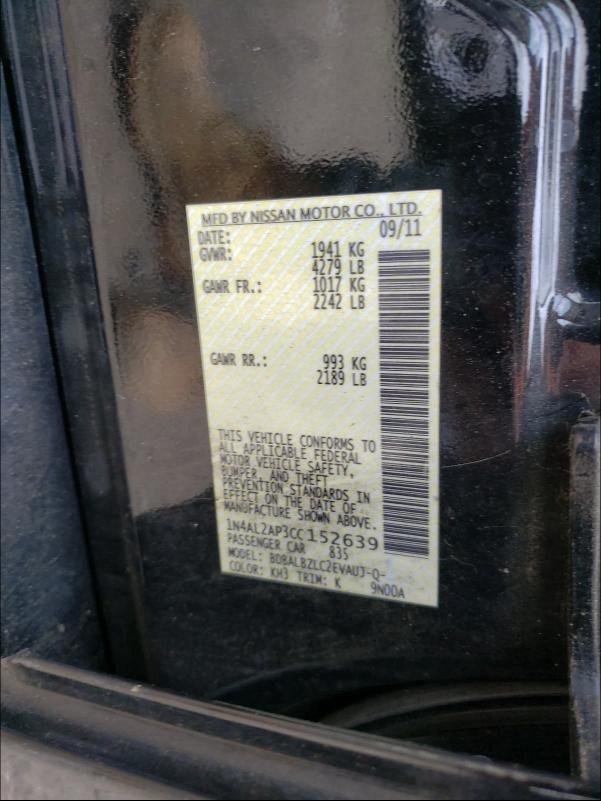 MFD BY NISSAN MOTOR CO., LTD.
DATE: 09/11
GVWR: 1941 KG
4279 LB
GAWR FR.: 1017 KG
2242 LB
GAWR RR.: 993 KG
2189 LB
THIS VEHICLE CONFORMS TO
ALL APPLICABLE FEDERAL
MOTOR VEHICLE SAFETY,
BUMPER, AND THEFT
PREVENTION STANDARDS IN
EFFECT ON THE DATE OF
MANUFACTURE SHOWN ABOVE.
1N4AL2AP3CC152639
PASSENGER CAR 835
MODEL: BDBALBZLC2EVAUJ-Q-
COLOR: KH3 TRIM: K 9N00A